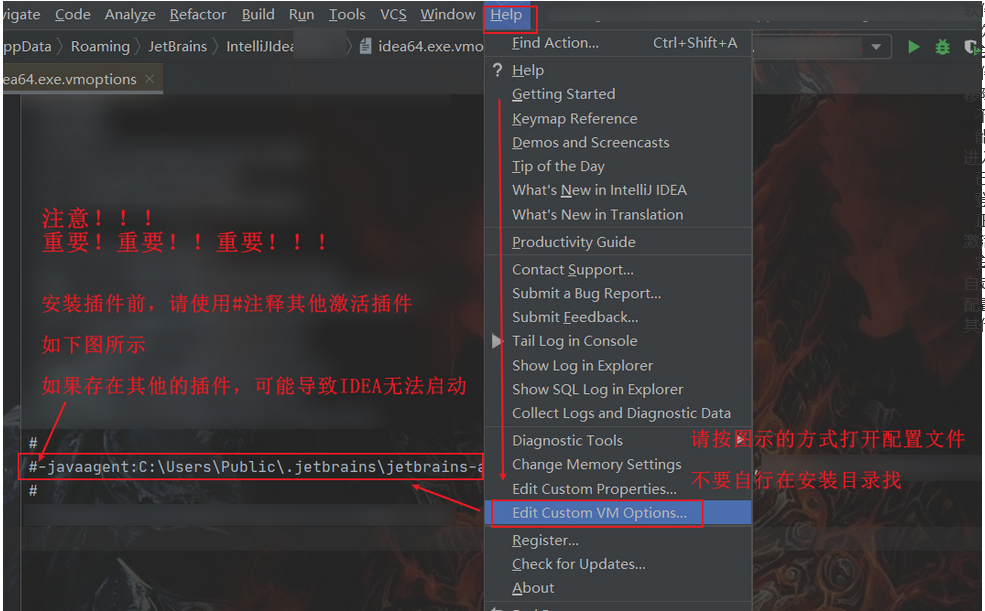 vigate Code Analyze Refactor Build Run Tools VCS Window Help
ppData 〉 Roaming 〉 JetBrains 〉 IntelliJIdea 〉 idea64.exe.vmo
ea64.exe.vmoptions ×
Find Action... Ctrl+Shift+A
? Help
Getting Started
Keymap Reference
Demos and Screencasts
Tip of the Day
What's New in IntelliJ IDEA
What's New in Translation
Productivity Guide
Contact Support...
Submit a Bug Report...
Submit Feedback...
Tail Log in Console
Show Log in Explorer
Show SQL Log in Explorer
Collect Logs and Diagnostic Data
Diagnostic Tools
Change Memory Settings
Edit Custom Properties...
Edit Custom VM Options...
Register...
Check for Updates...
About
注意！！！
重要！重要！！重要！！！
安装插件前，请使用#注释其他激活插件
如下图所示
如果存在其他的插件，可能导致IDEA无法启动
#
#-javaagent:C:\Users\Public\.jetbrains\jetbrains-a
#
请按图示的方式打开配置文件
不要自行在安装目录找